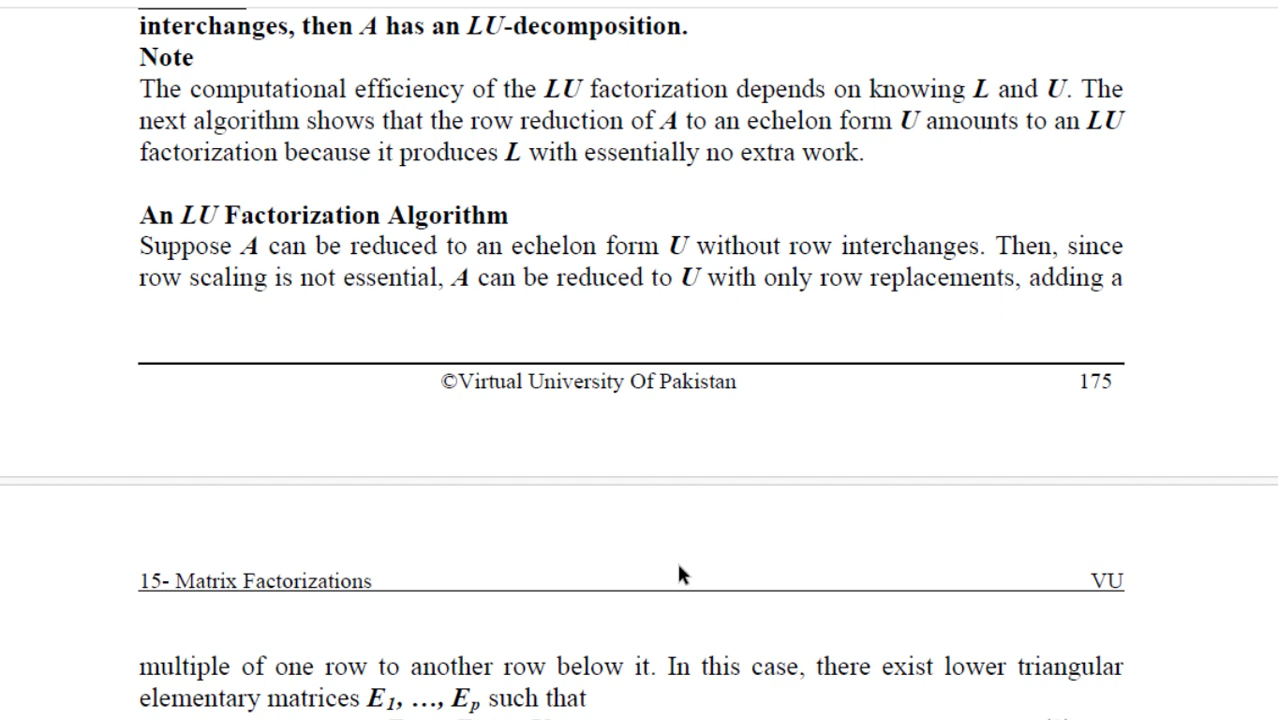 interchanges, then A has an LU-decomposition.
Note
The computational efficiency of the LU factorization depends on knowing L and U. The
next algorithm shows that the row reduction of A to an echelon form U amounts to an LU
factorization because it produces L with essentially no extra work.
An LU Factorization Algorithm
Suppose A can be reduced to an echelon form U without row interchanges. Then, since
row scaling is not essential, A can be reduced to U with only row replacements, adding a
©Virtual University Of Pakistan 175
15- Matrix Factorizations VU
multiple of one row to another row below it. In this case, there exist lower triangular
elementary matrices E1, …, Ep such that